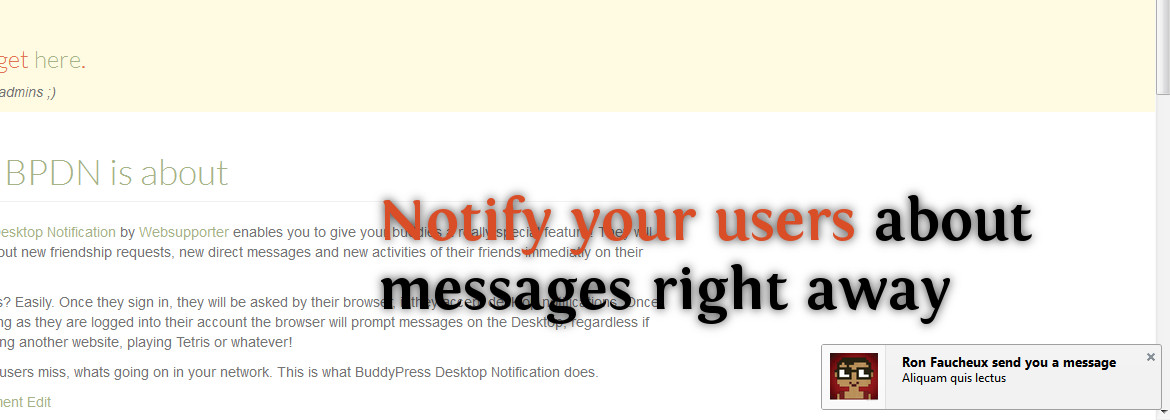 get here.
admins ;)
BPDN is about
Desktop Notification by Websupporter enables you to give your buddies a really special feature. They will
out new friendship requests, new direct messages and new activities of their friends immediatly on their
s? Easily. Once they sign in, they will be asked by their browser, if they accept desktop notifications. Once
ng as they are logged into their account the browser will prompt messages on the Desktop, regardless if
ing another website, playing Tetris or whatever!
users miss, whats going on in your network. This is what BuddyPress Desktop Notification does.
ment Edit
Notify your users about
messages right away
Ron Faucheux send you a message
Aliquam quis lectus